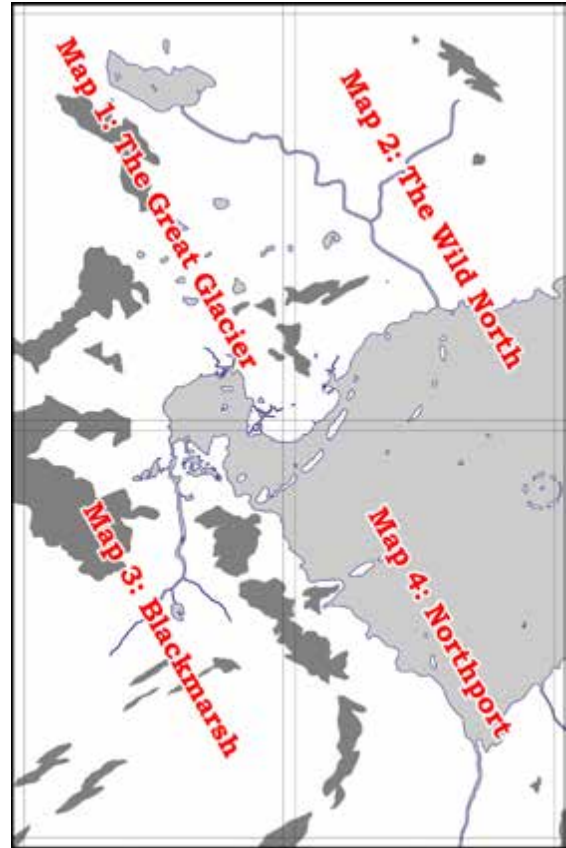 Map 1: The Great Glacier
Map 2: The Wild North
Map 3: Blackmarsh
Map 4: Northport